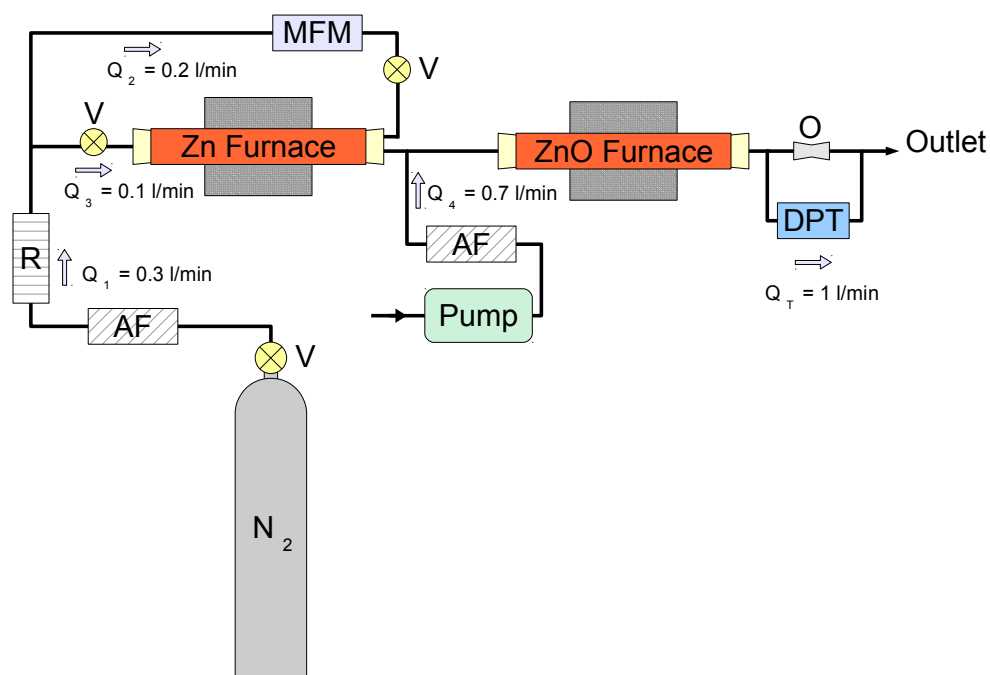 MFM
Q 2 = 0.2 l/min
V
V
Zn Furnace
ZnO Furnace
O
Outlet
Q 3 = 0.1 l/min
Q 4 = 0.7 l/min
DPT
R
AF
Q 1 = 0.3 l/min
Q T = 1 l/min
Pump
AF
V
N 2